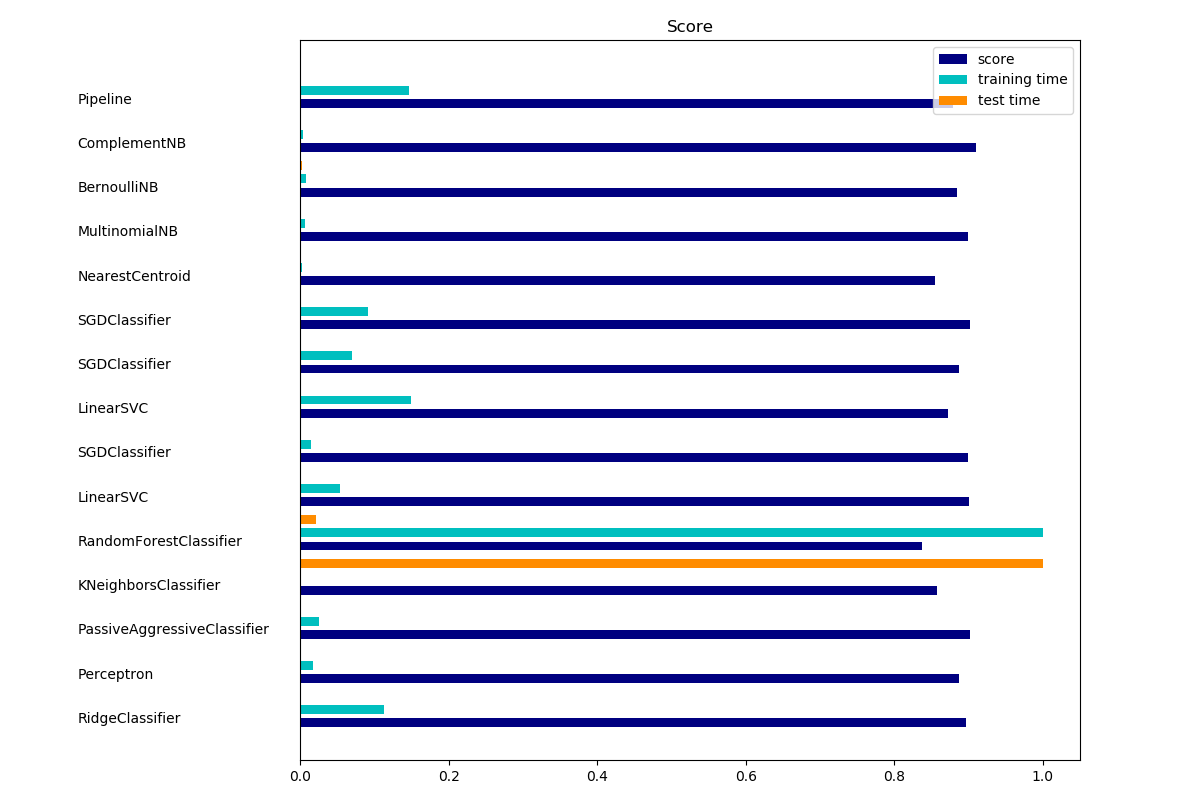 Score
score
training time
test time
Pipeline
ComplementNB
BernoulliNB
MultinomialNB
NearestCentroid
SGDClassifier
SGDClassifier
LinearSVC
SGDClassifier
LinearSVC
RandomForestClassifier
KNeighborsClassifier
PassiveAggressiveClassifier
Perceptron
RidgeClassifier
0.0 0.2 0.4 0.6 0.8 1.0